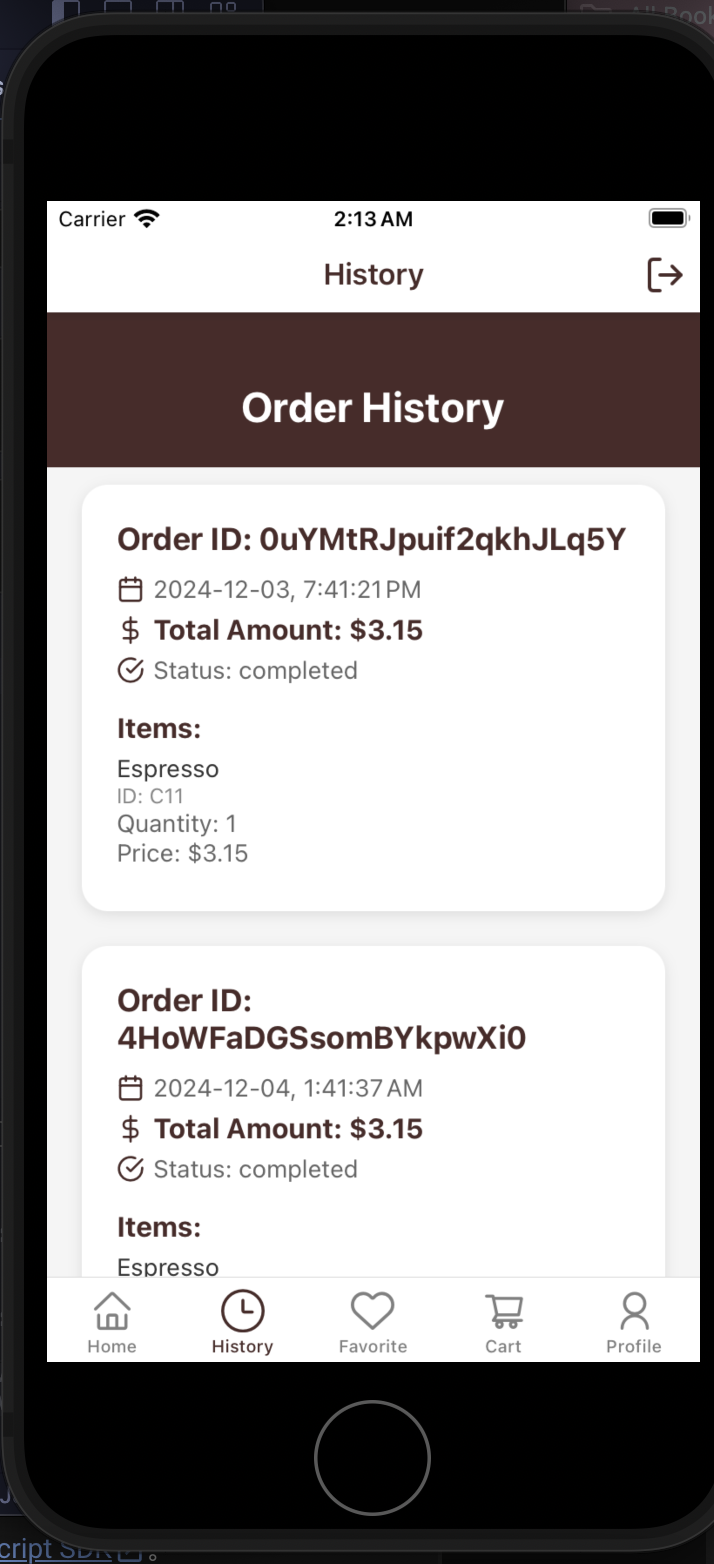 All Book
Carrier
2:13 AM
History
Order History
Order ID: 0uYMtRJpuif2qkhJLq5Y
2024-12-03, 7:41:21 PM
Total Amount: $3.15
Status: completed
Items:
Espresso
ID: C11
Quantity: 1
Price: $3.15
Order ID:
4HoWFaDGSsomBYkpwXi0
2024-12-04, 1:41:37 AM
Total Amount: $3.15
Status: completed
Items:
Espresso
Home
History
Favorite
Cart
Profile
cript SDK 。